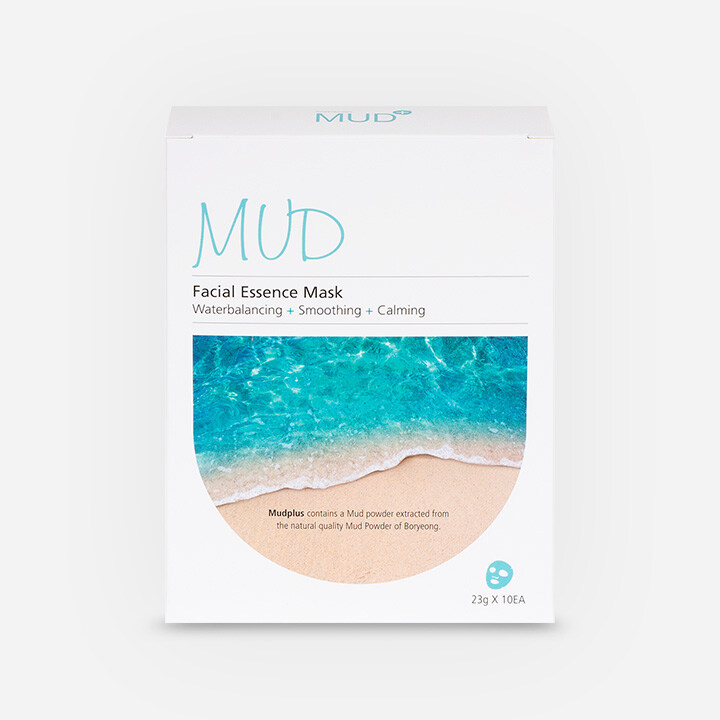 MUD+
MUD
Facial Essence Mask
Waterbalancing + Smoothing + Calming
Mudplus contains a Mud powder extracted from
the natural quality Mud Powder of Boryeong.
23g X 10EA